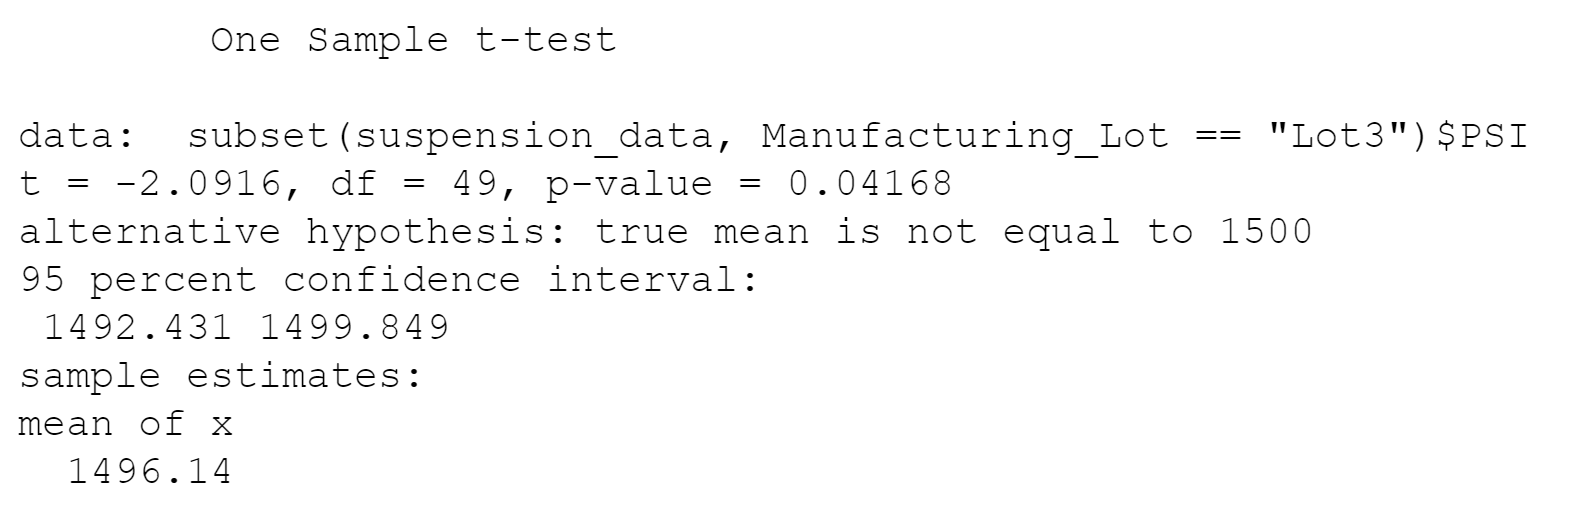 One Sample t-test
data:  subset(suspension_data, Manufacturing_Lot == "Lot3")$PSI
t = -2.0916, df = 49, p-value = 0.04168
alternative hypothesis: true mean is not equal to 1500
95 percent confidence interval:
1492.431 1499.849
sample estimates:
mean of x
1496.14